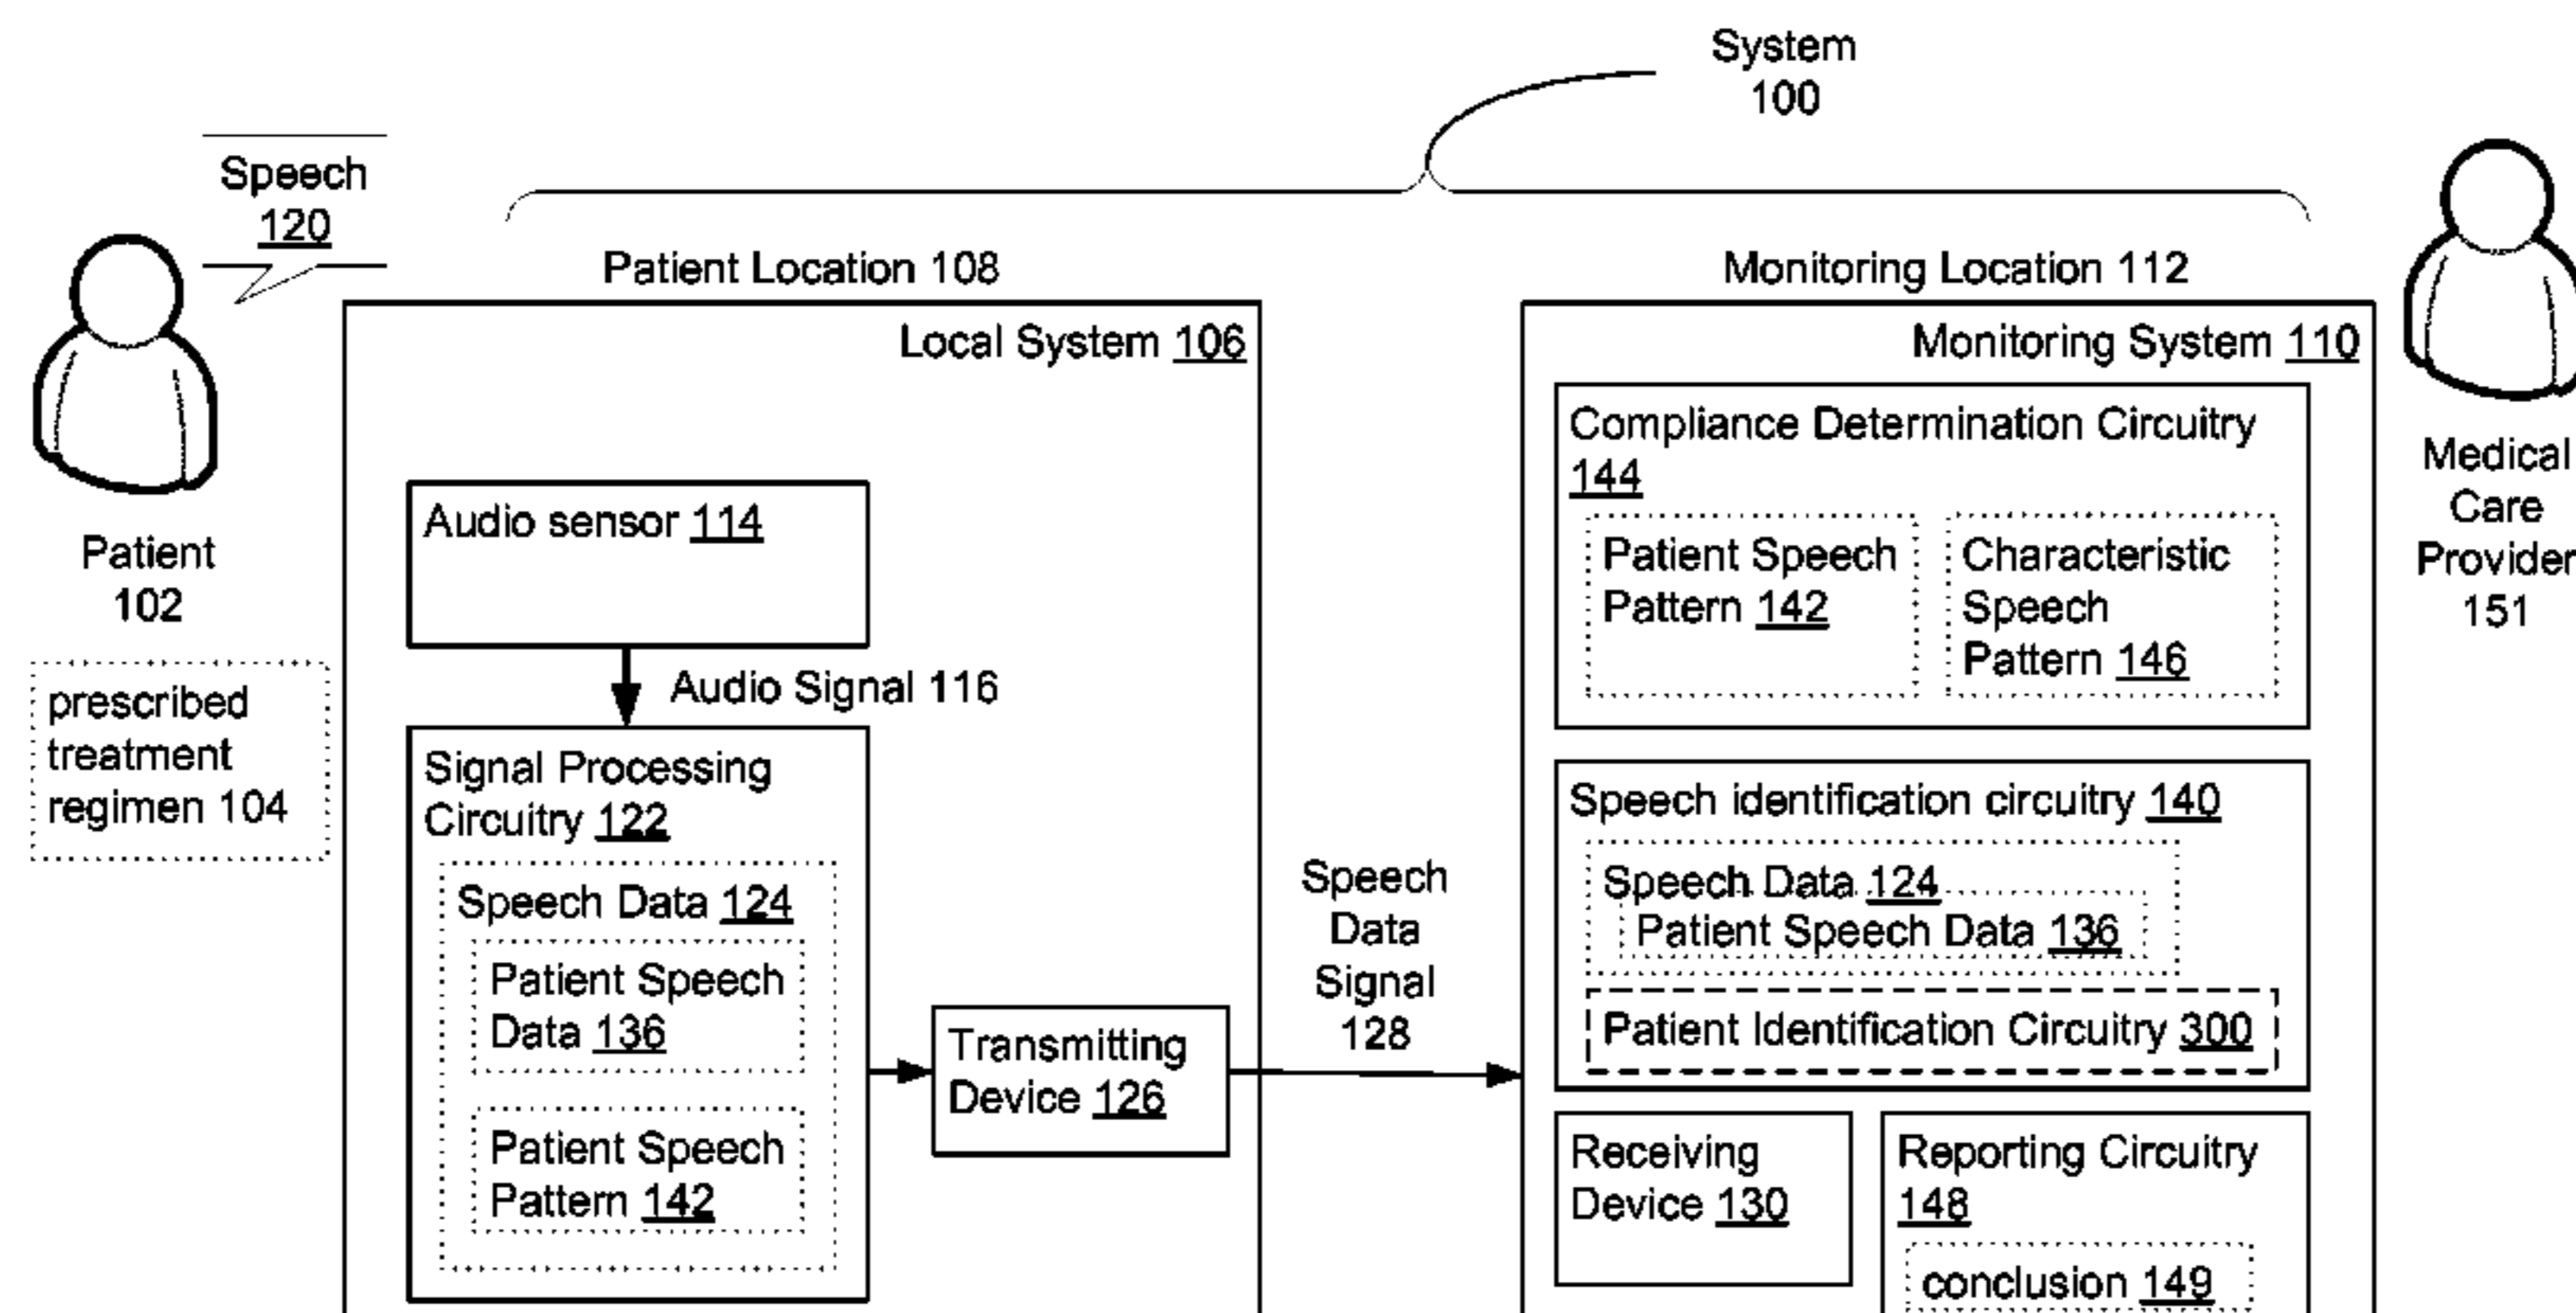 System
100
Speech
120
Patient Location 108
Monitoring Location 112
Patient
102
prescribed
treatment
regimen 104
Local System 106
Audio sensor 114
Audio Signal 116
Signal Processing
Circuitry 122
Speech Data 124
Patient Speech
Data 136
Patient Speech
Pattern 142
Transmitting
Device 126
Speech
Data
Signal
128
Monitoring System 110
Compliance Determination Circuitry
144
Patient Speech
Pattern 142
Characteristic
Speech
Pattern 146
Speech identification circuitry 140
Speech Data 124
Patient Speech Data 136
Patient Identification Circuitry 300
Receiving
Device 130
Reporting Circuitry
148
conclusion 149
Medical
Care
Provider
151